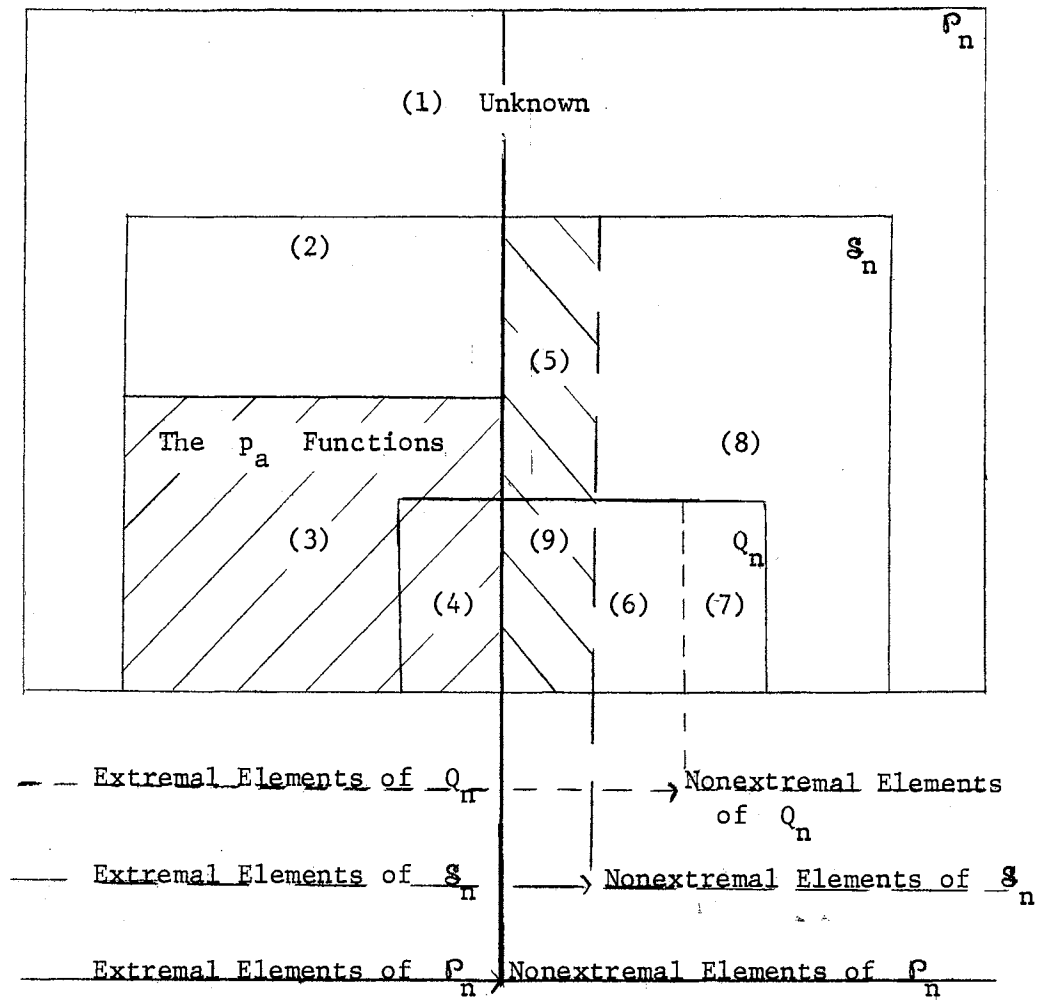 𝒫n
(1) Unknown
(2)
𝒮n
(5)
The pa Functions
(8)
(3)
(9)
Qn
(4)
(6)
(7)
Extremal Elements of Qn
Nonextremal Elements
of Qn
Extremal Elements of 𝒮n
Nonextremal Elements of 𝒮n
Extremal Elements of 𝒫n
Nonextremal Elements of 𝒫n